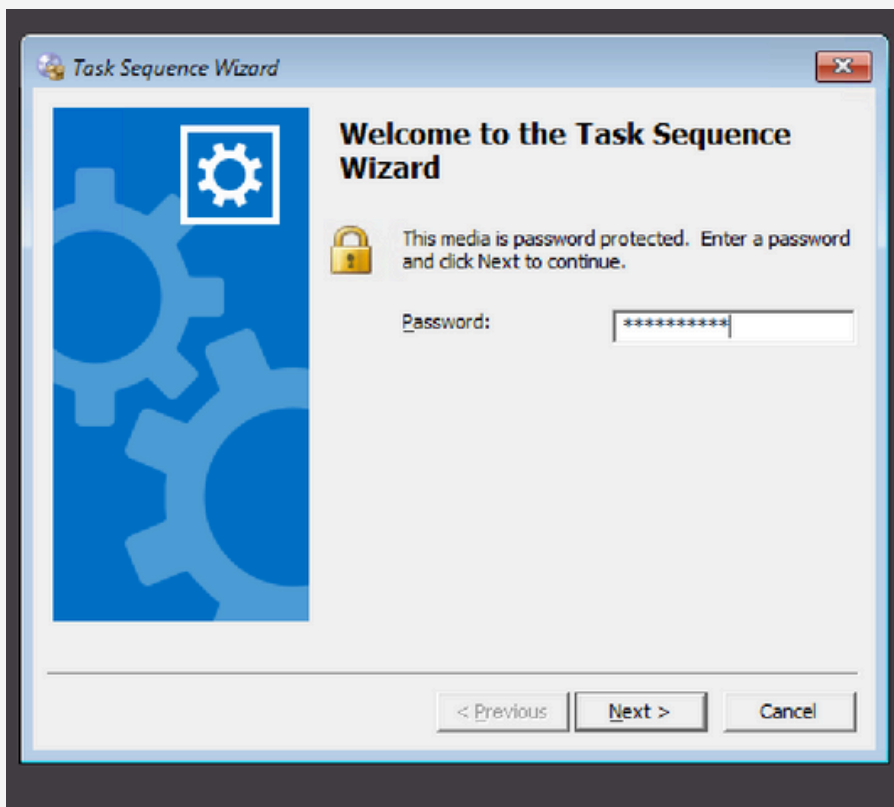 Task Sequence Wizard
Welcome to the Task Sequence
Wizard
This media is password protected.  Enter a password
and click Next to continue.
Password:
**********
< Previous
Next >
Cancel